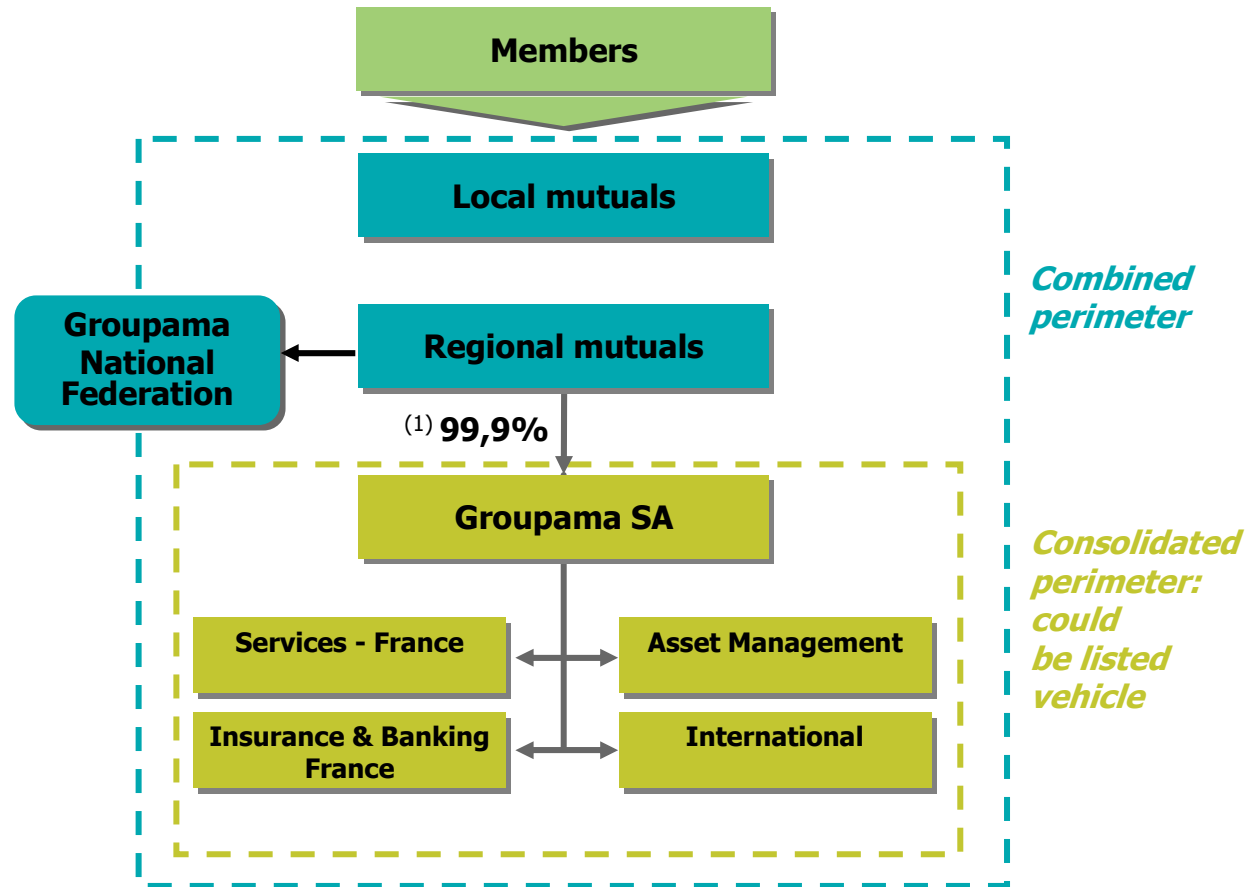 Members
Local mutuals
Combined
perimeter
Groupama
National
Federation
Regional mutuals
(1) 99,9%
Groupama SA
Consolidated
perimeter:
could
be listed
vehicle
Services - France
Asset Management
Insurance & Banking
France
International